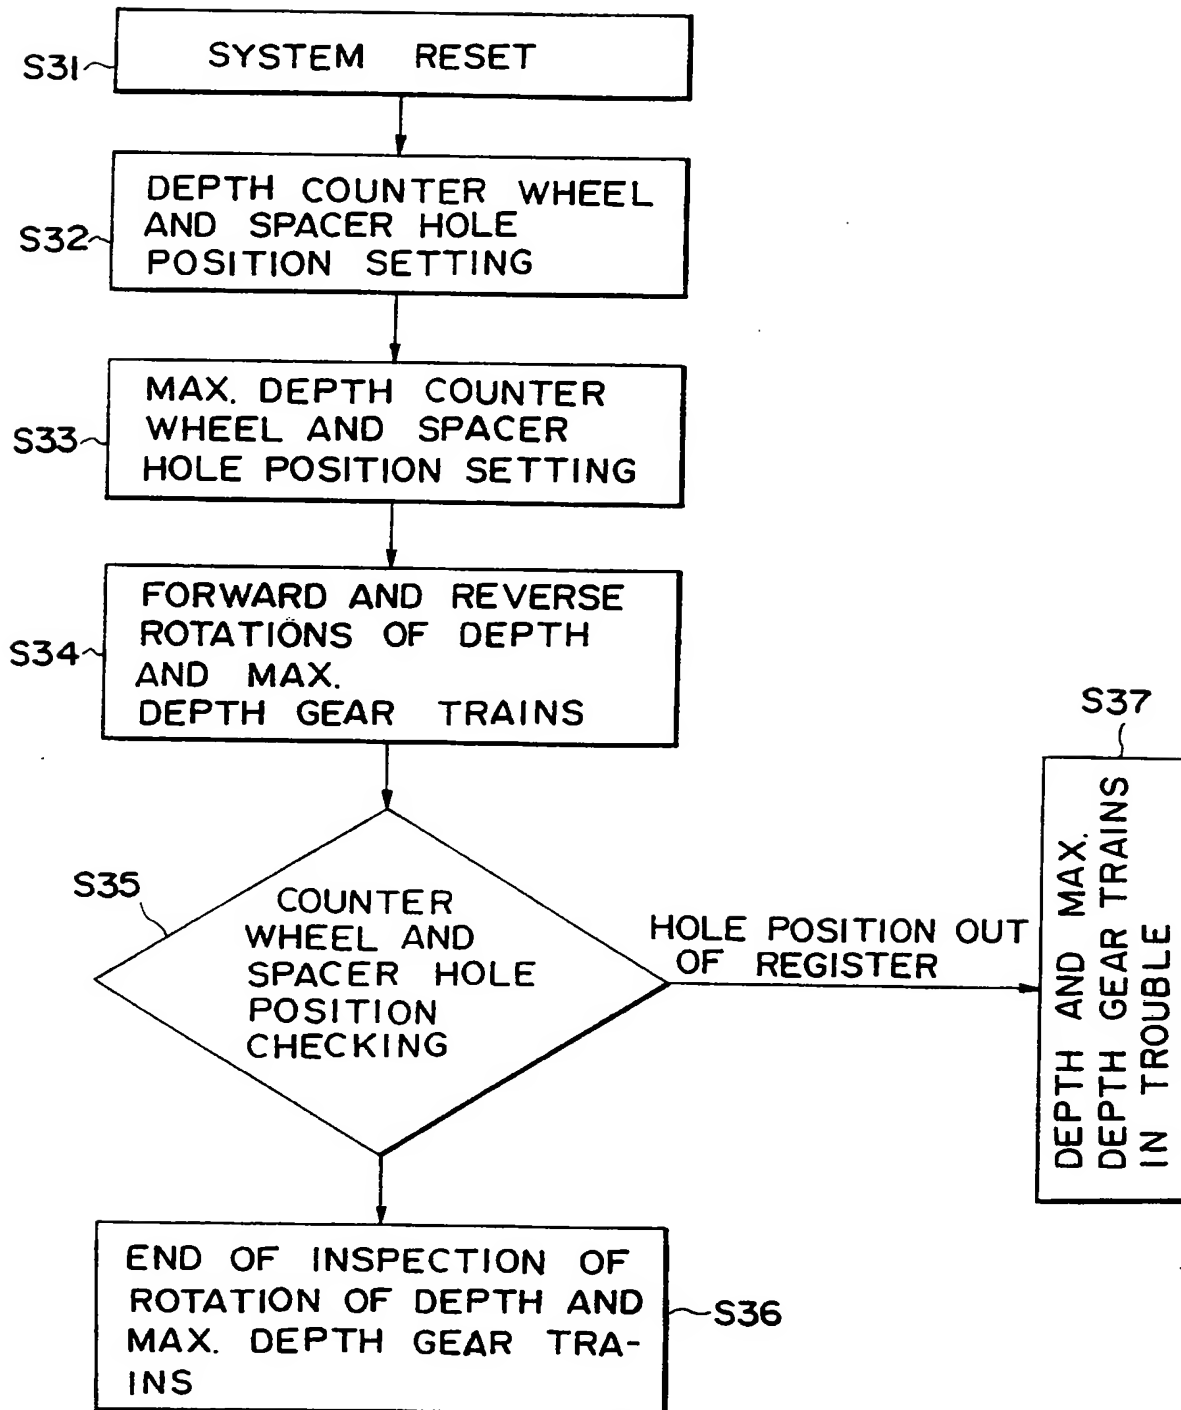 S31
SYSTEM RESET
S32
DEPTH COUNTER WHEEL
AND SPACER HOLE
POSITION SETTING
S33
MAX. DEPTH COUNTER
WHEEL AND SPACER
HOLE POSITION SETTING
S34
FORWARD AND REVERSE
ROTATIONS OF DEPTH
AND MAX.
DEPTH GEAR TRAINS
S35
COUNTER
WHEEL AND
SPACER HOLE
POSITION
CHECKING
HOLE POSITION OUT
OF REGISTER
S37
DEPTH AND MAX.
DEPTH GEAR TRAINS
IN TROUBLE
END OF INSPECTION OF
ROTATION OF DEPTH AND
MAX. DEPTH GEAR TRA-
INS
S36